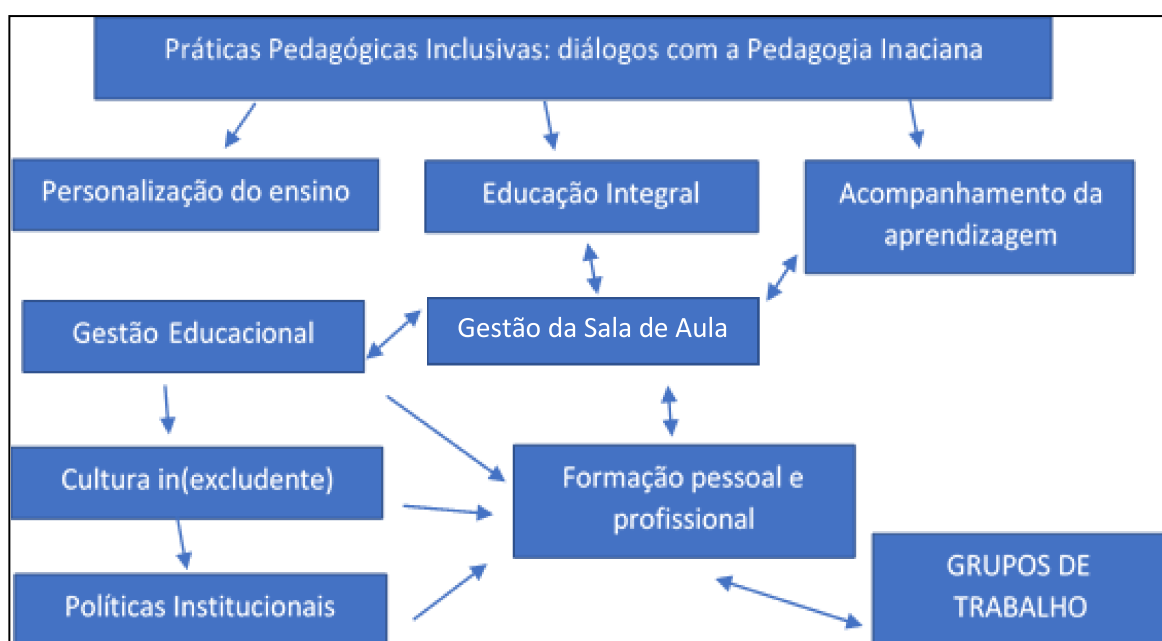 Práticas Pedagógicas Inclusivas: diálogos com a Pedagogia Inaciana
Personalização do ensino
Educação Integral
Acompanhamento da
aprendizagem
Gestão Educacional
Gestão da Sala de Aula
Cultura in(excludente)
Formação pessoal e
profissional
Políticas Institucionais
GRUPOS DE
TRABALHO